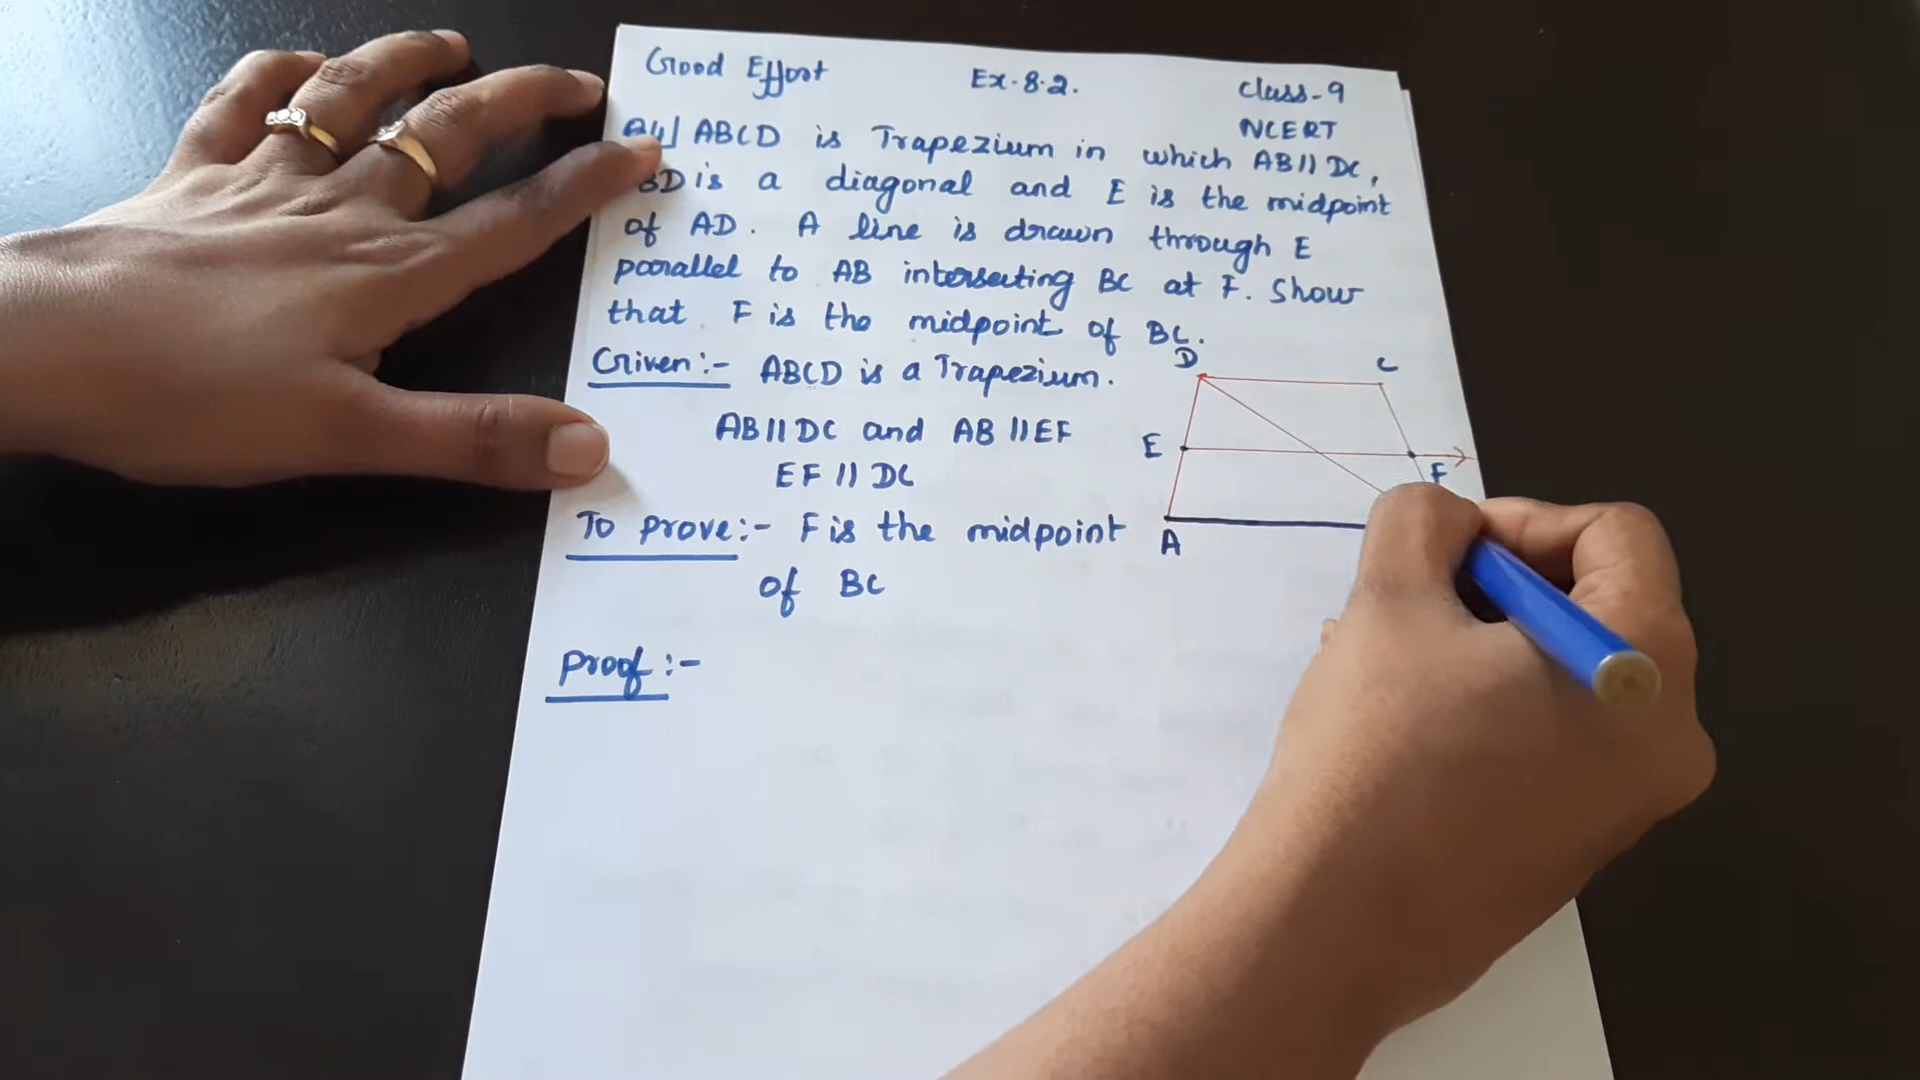 Good Effort Ex.8.2. Class-9
NCERT
Q4] ABCD is Trapezium in which AB || DC,
BD is a diagonal and E is the midpoint
of AD. A line is drawn through E
parallel to AB intersecting BC at F. Show
that F is the midpoint of BC.
Given:- ABCD is a Trapezium.
AB || DC and AB || EF
EF || DC
To prove:- F is the midpoint
of BC
Proof:-
D C
E F
A